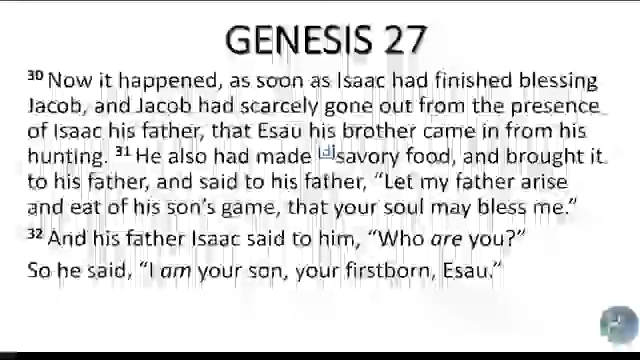 GENESIS 27
30 Now it happened, as soon as Isaac had finished blessing
Jacob, and Jacob had scarcely gone out from the presence
of Isaac his father, that Esau his brother came in from his
hunting. 31 He also had made [d]savory food, and brought it
to his father, and said to his father, “Let my father arise
and eat of his son’s game, that your soul may bless me.”
32 And his father Isaac said to him, “Who are you?”
So he said, “I am your son, your firstborn, Esau.”